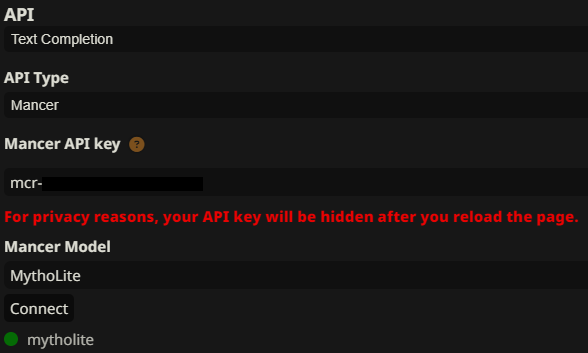 API
Text Completion
API Type
Mancer
Mancer API key ?
mcr-
For privacy reasons, your API key will be hidden after you reload the page.
Mancer Model
MythoLite
Connect
mytholite